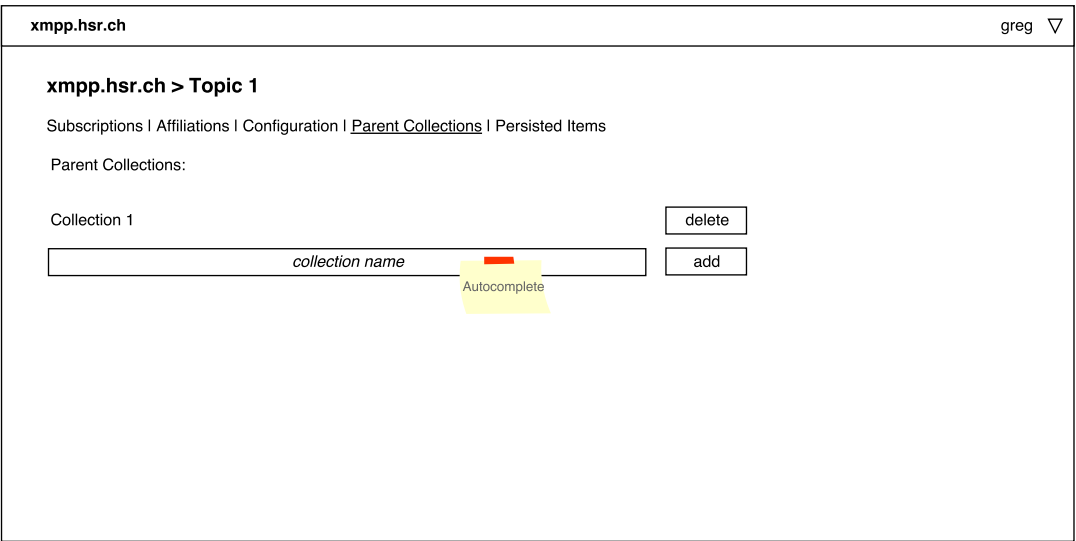 xmpp.hsr.ch greg
xmpp.hsr.ch > Topic 1
Subscriptions | Affiliations | Configuration | Parent Collections | Persisted Items
Parent Collections:
Collection 1 delete
collection name add
Autocomplete